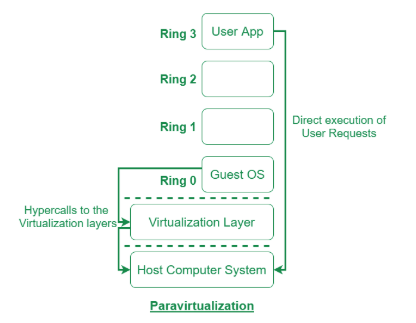 Ring 3
User App
Ring 2
Ring 1
Direct execution of
User Requests
Ring 0
Guest OS
Hypercalls to the
Virtualization layers
Virtualization Layer
Host Computer System
Paravirtualization